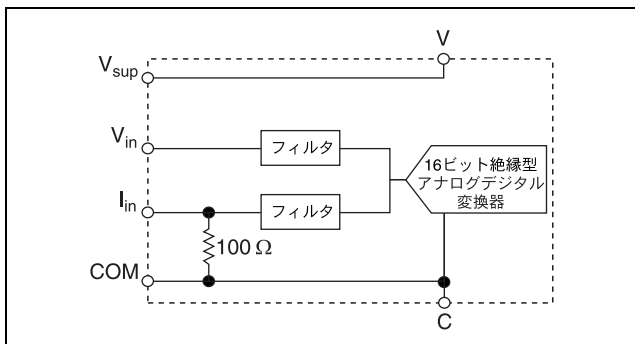 V
Vsup
Vin
フィルタ
16ビット絶縁型
アナログデジタル
変換器
Iin
フィルタ
100 Ω
COM
C